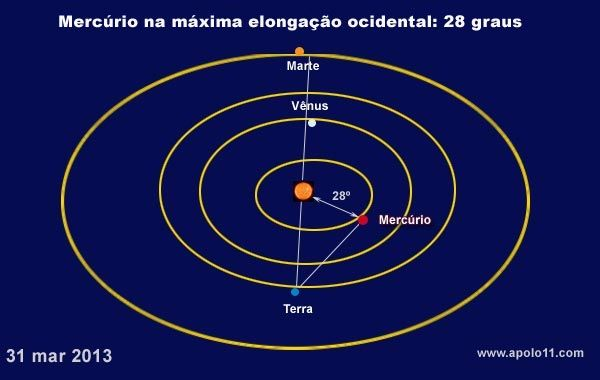 Mercúrio na máxima elongação ocidental: 28 graus
Marte
Vênus
28º
Mercúrio
Terra
31 mar 2013
www.apolo11.com